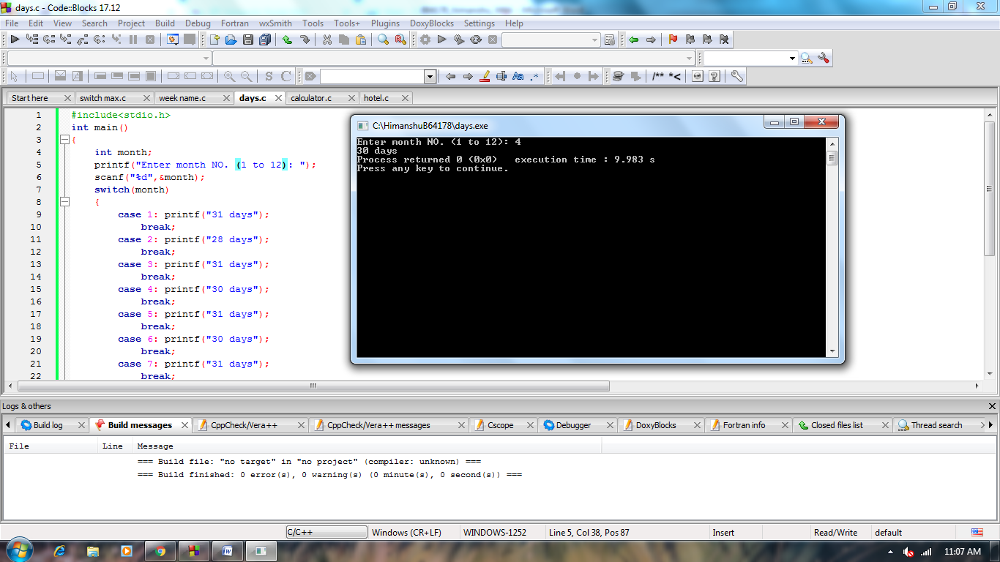 days.c - Code::Blocks 17.12
File Edit View Search Project Build Debug Fortran wxSmith Tools Tools+ Plugins DoxyBlocks Settings Help
S C Aa .* /** *<
Start here switch max.c week name.c days.c calculator.c hotel.c
1 #include<stdio.h>
2 int main()
3 {
4 int month;
5 printf("Enter month NO. (1 to 12): ");
6 scanf("%d",&month);
7 switch(month)
8 {
9 case 1: printf("31 days");
10 break;
11 case 2: printf("28 days");
12 break;
13 case 3: printf("31 days");
14 break;
15 case 4: printf("30 days");
16 break;
17 case 5: printf("31 days");
18 break;
19 case 6: printf("30 days");
20 break;
21 case 7: printf("31 days");
22 break;
C:\HimanshuB64178\days.exe
Enter month NO. (1 to 12): 4
30 days
Process returned 0 (0x0)   execution time : 9.983 s
Press any key to continue.
Logs & others
Build log Build messages CppCheck/Vera++ CppCheck/Vera++ messages Cscope Debugger DoxyBlocks Fortran info Closed files list Thread search
File Line Message
=== Build file: "no target" in "no project" (compiler: unknown) ===
=== Build finished: 0 error(s), 0 warning(s) (0 minute(s), 0 second(s)) ===
C/C++ Windows (CR+LF) WINDOWS-1252 Line 5, Col 38, Pos 87 Insert Read/Write default
11:07 AM